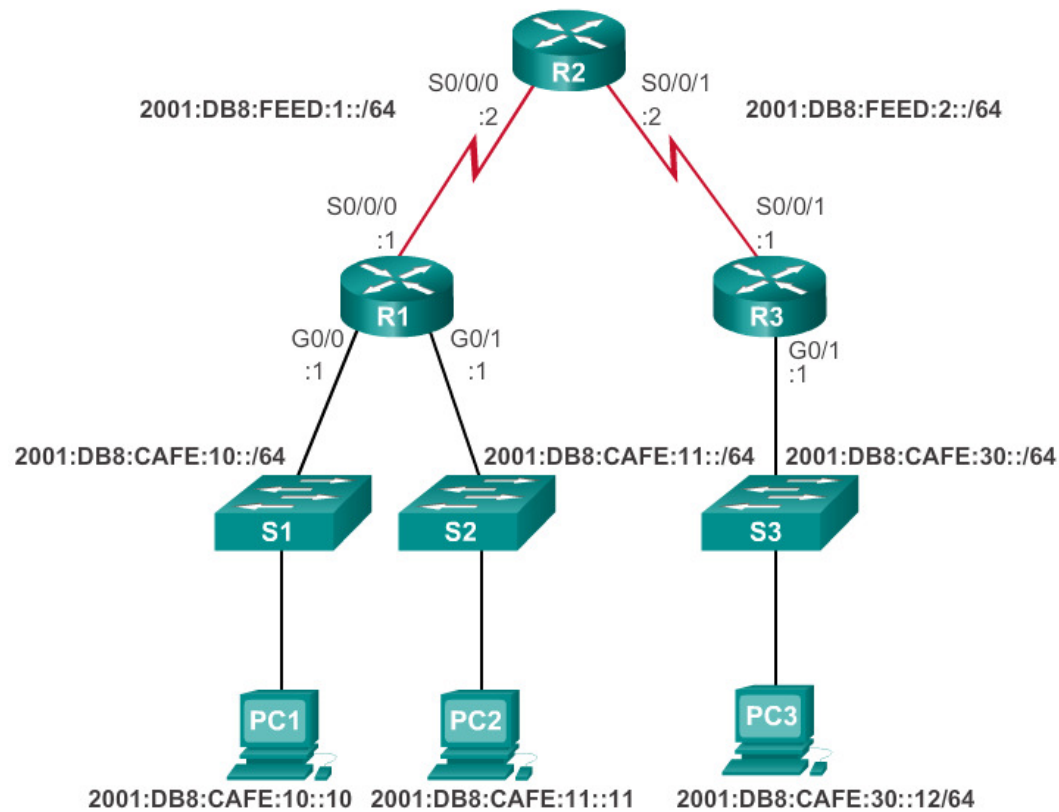 R2
S0/0/0
S0/0/1
2001:DB8:FEED:1::/64
:2
:2
2001:DB8:FEED:2::/64
S0/0/0
:1
S0/0/1
:1
R1
R3
G0/0
:1
G0/1
:1
G0/1
:1
2001:DB8:CAFE:10::/64
2001:DB8:CAFE:11::/64
2001:DB8:CAFE:30::/64
S1
S2
S3
PC1
PC2
PC3
2001:DB8:CAFE:10::10
2001:DB8:CAFE:11::11
2001:DB8:CAFE:30::12/64